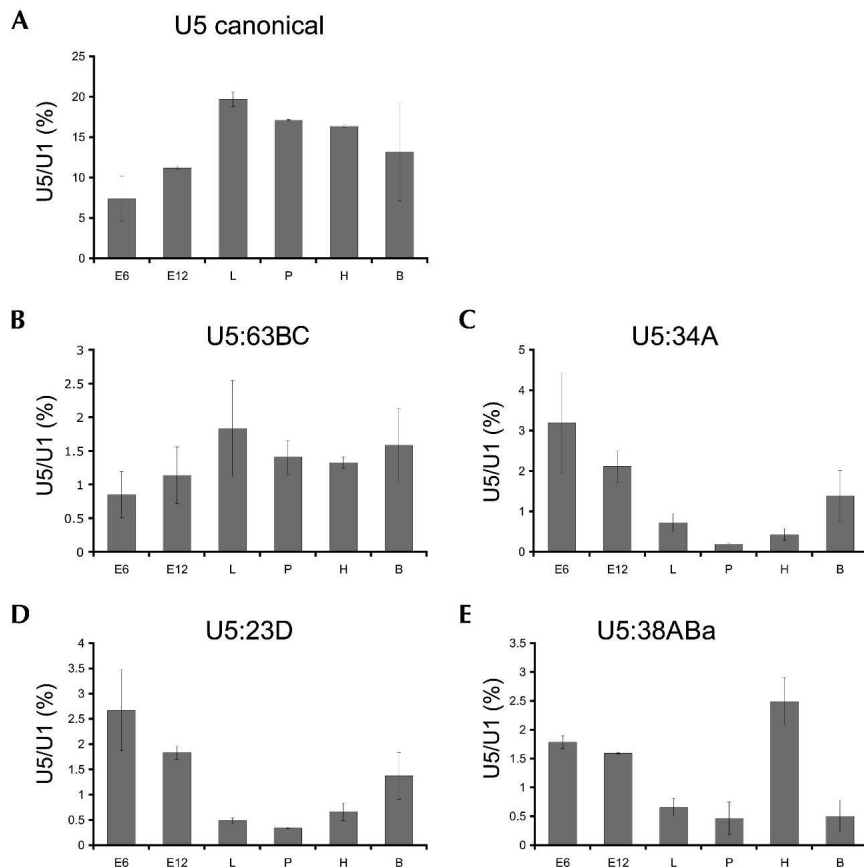 A
U5 canonical
U5/U1 (%)
25
20
15
10
5
0
E6 E12 L P H B
B
U5:63BC
U5/U1 (%)
3
2.5
2
1.5
1
0.5
0
E6 E12 L P H B
C
U5:34A
U5/U1 (%)
5
4
3
2
1
0
E6 E12 L P H B
D
U5:23D
U5/U1 (%)
4
3.5
3
2.5
2
1.5
1
0.5
0
E6 E12 L P H B
E
U5:38ABa
U5/U1 (%)
3.5
3
2.5
2
1.5
1
0.5
0
E6 E12 L P H B